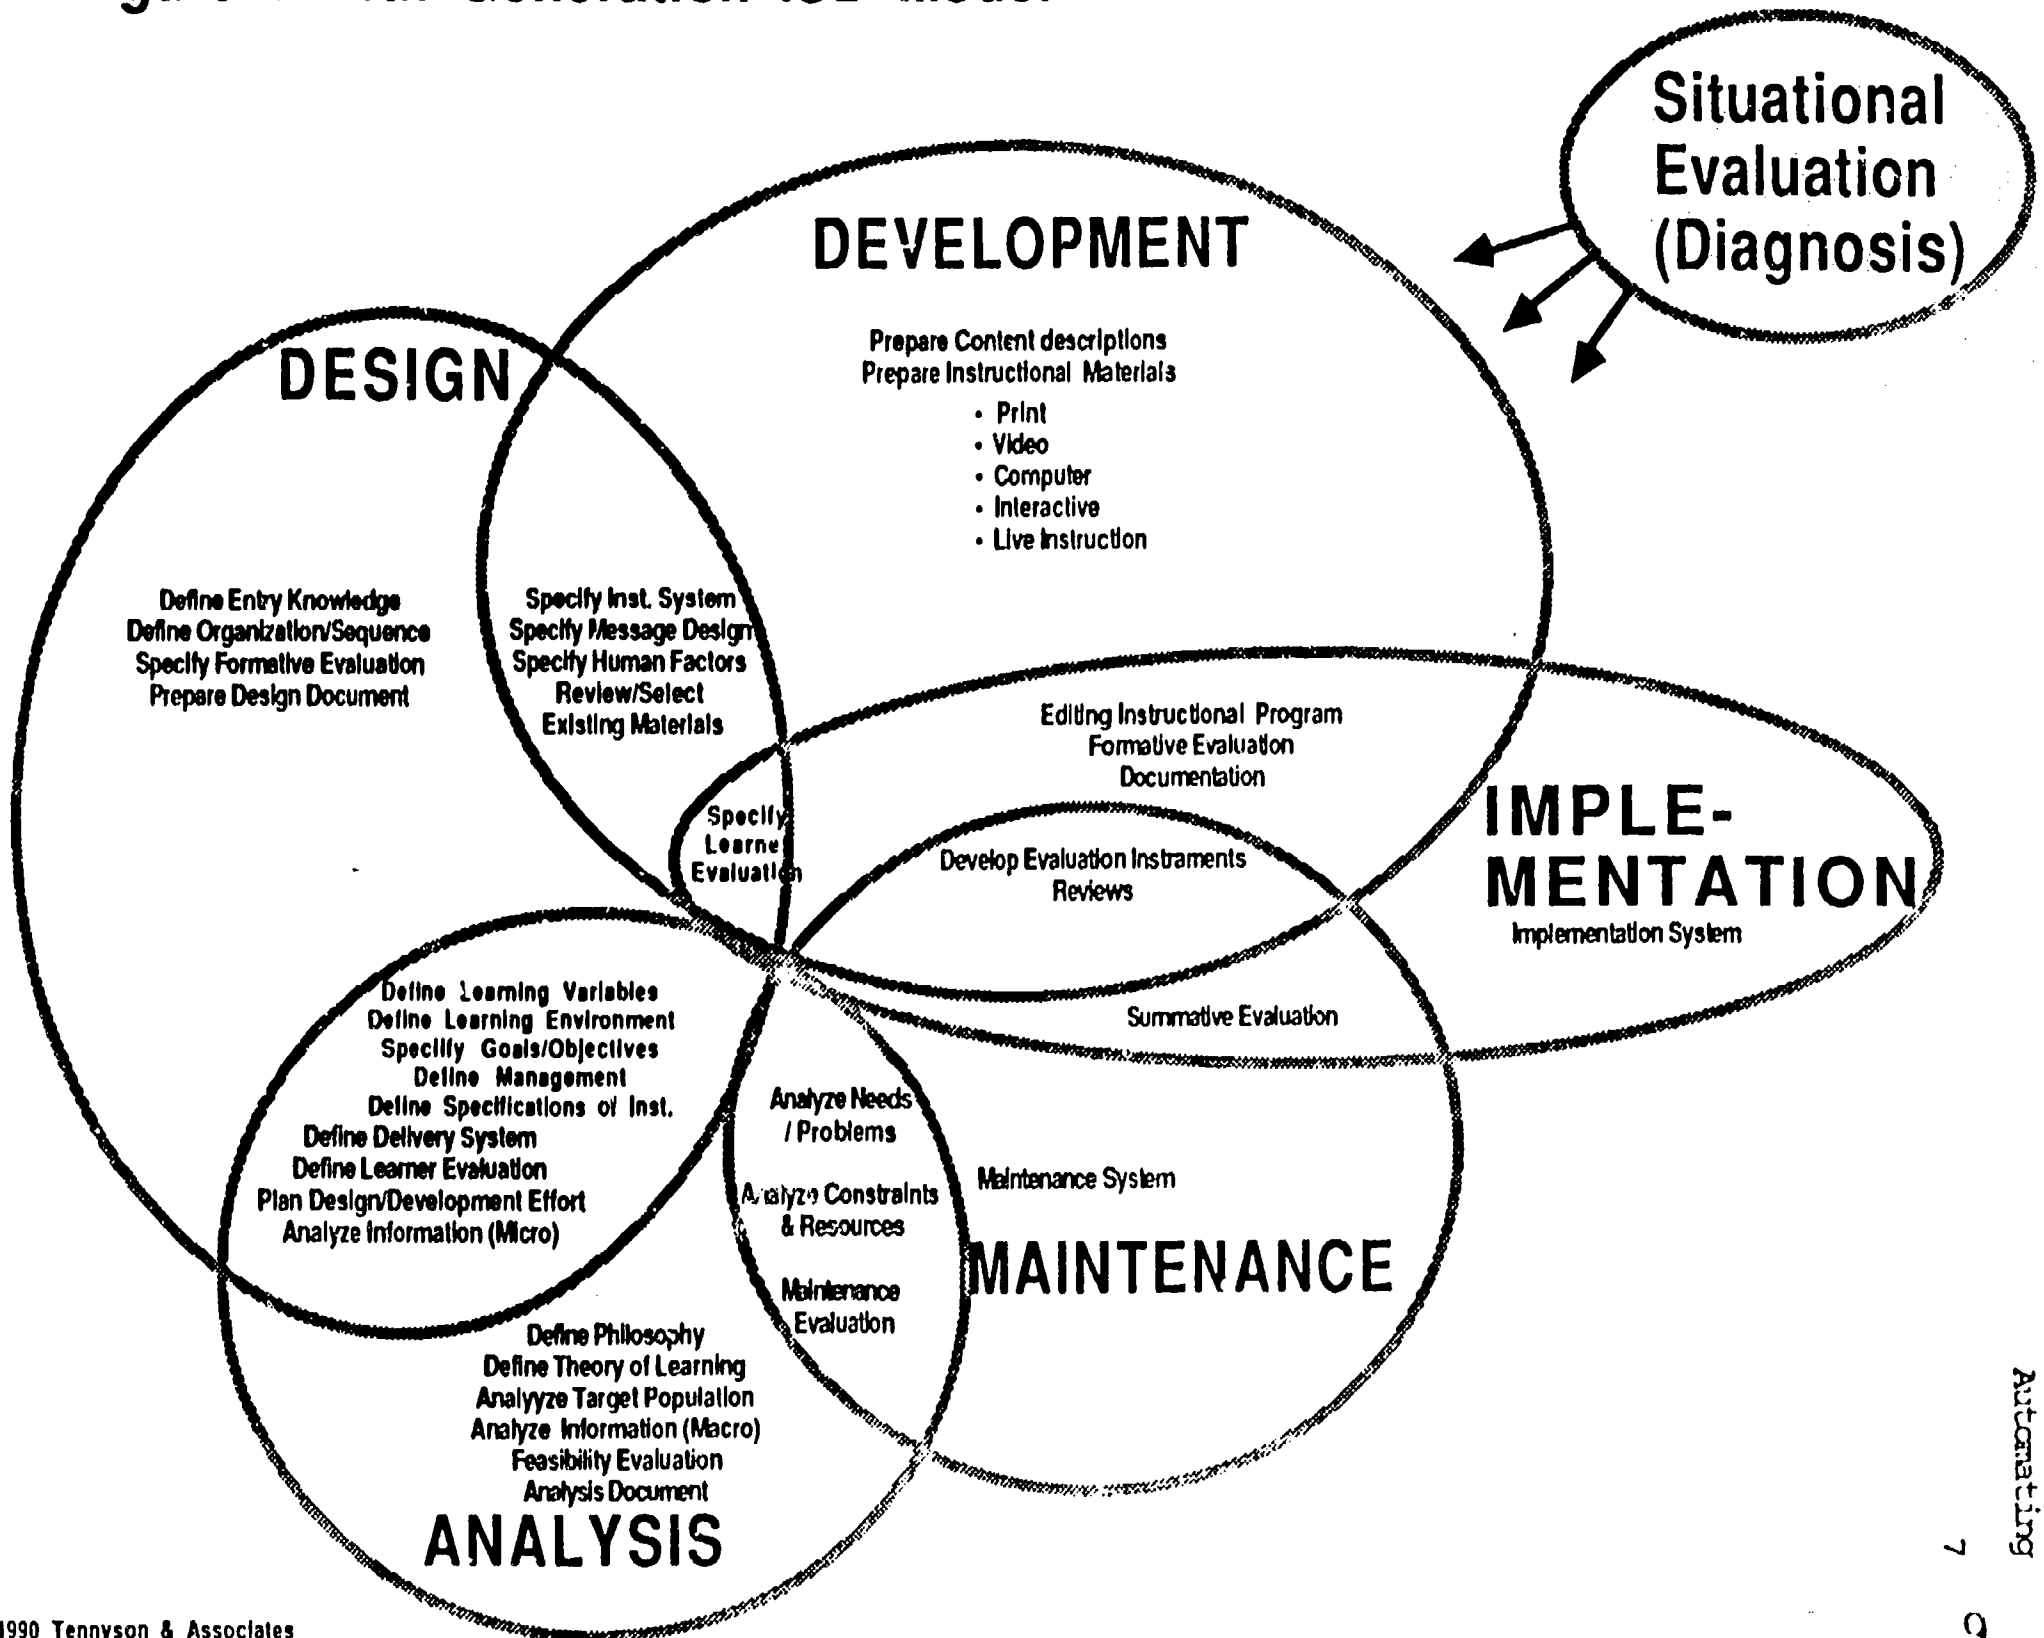 Situational
Evaluation
(Diagnosis)
DEVELOPMENT
Prepare Content descriptions
Prepare Instructional Materials
• Print
• Video
• Computer
• Interactive
• Live Instruction
DESIGN
Define Entry Knowledge
Define Organization/Sequence
Specify Formative Evaluation
Prepare Design Document
Specify Inst. System
Specify Message Design
Specify Human Factors
Review/Select
Existing Materials
Editing Instructional Program
Formative Evaluation
Documentation
Specify
Learne
Evaluation
Develop Evaluation Instraments
Reviews
IMPLE-
MENTATION
Implementation System
Summative Evaluation
Define Learning Variables
Define Learning Environment
Specifify Goals/Objectives
Define Management
Define Specifications of Inst.
Define Delivery System
Define Learner Evaluation
Plan Design/Development Effort
Analyze Information (Micro)
Analyze Needs
/ Problems
Analyze Constraints
& Resources
Maintenance
Evaluation
Maintenance System
MAINTENANCE
Define Philosophy
Define Theory of Learning
Analyyze Target Population
Analyze Information (Macro)
Feasibility Evaluation
Analysis Document
ANALYSIS
1990 Tennyson & Associates
Automating
7
9